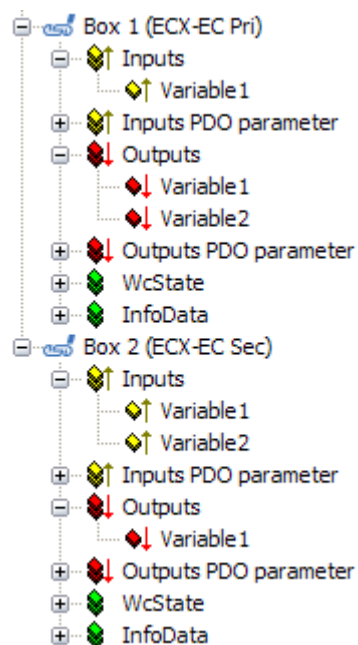 Box 1 (ECX-EC Pri)
Inputs
Variable1
Inputs PDO parameter
Outputs
Variable1
Variable2
Outputs PDO parameter
WcState
InfoData
Box 2 (ECX-EC Sec)
Inputs
Variable1
Variable2
Inputs PDO parameter
Outputs
Variable1
Outputs PDO parameter
WcState
InfoData